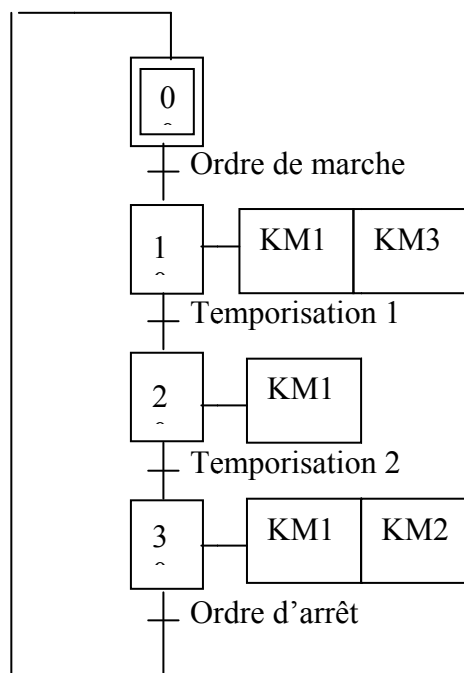 0
Ordre de marche
1 KM1 KM3
Temporisation 1
2 KM1
Temporisation 2
3 KM1 KM2
Ordre d’arrêt